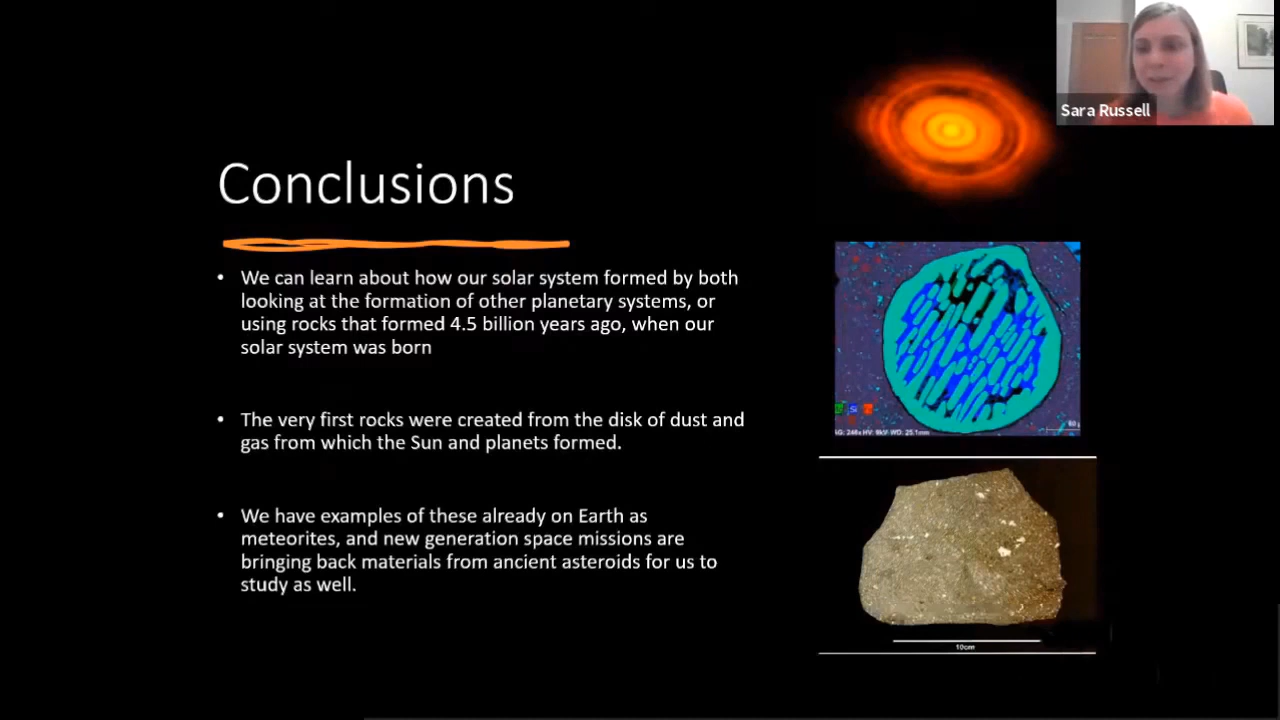 Sara Russell
Conclusions
• We can learn about how our solar system formed by both
looking at the formation of other planetary systems, or
using rocks that formed 4.5 billion years ago, when our
solar system was born
• The very first rocks were created from the disk of dust and
gas from which the Sun and planets formed.
• We have examples of these already on Earth as
meteorites, and new generation space missions are
bringing back materials from ancient asteroids for us to
study as well.
Si
10cm